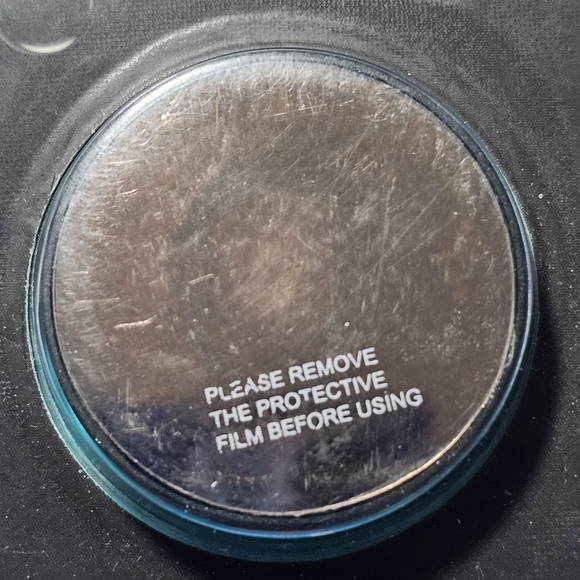 PLEASE REMOVE
THE PROTECTIVE
FILM BEFORE USING